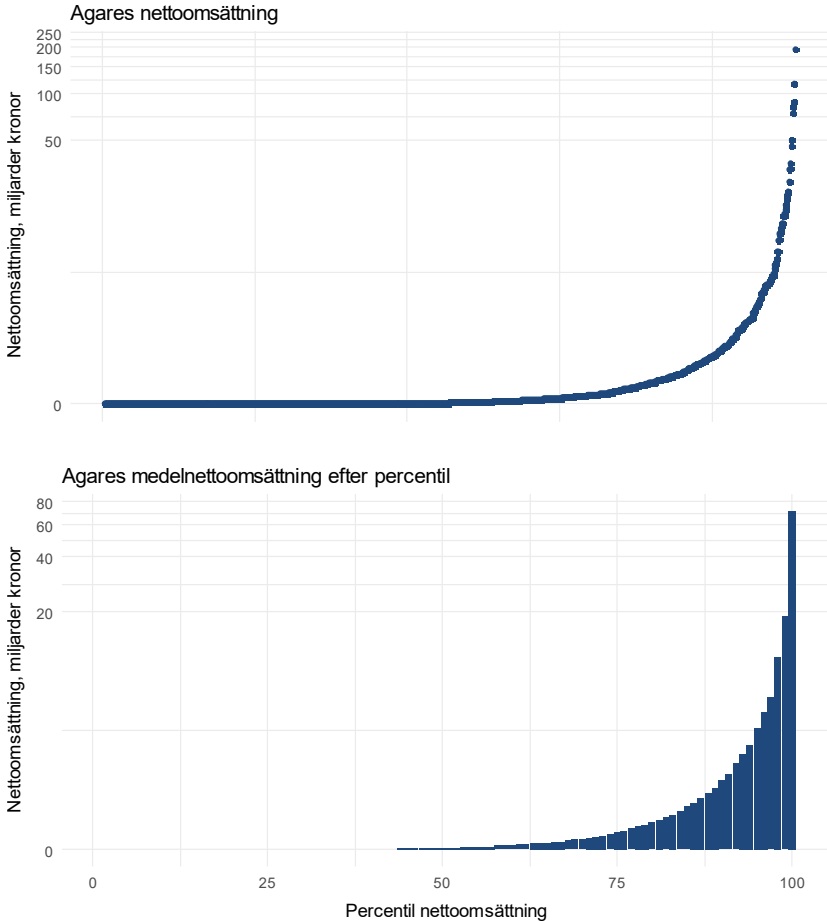 Agares nettoomsättning
250
200
150
100
50
0
Nettoomsättning, miljarder kronor
Agares medelnettoomsättning efter percentil
80
60
40
20
0
Nettoomsättning, miljarder kronor
0 25 50 75 100
Percentil nettoomsättning